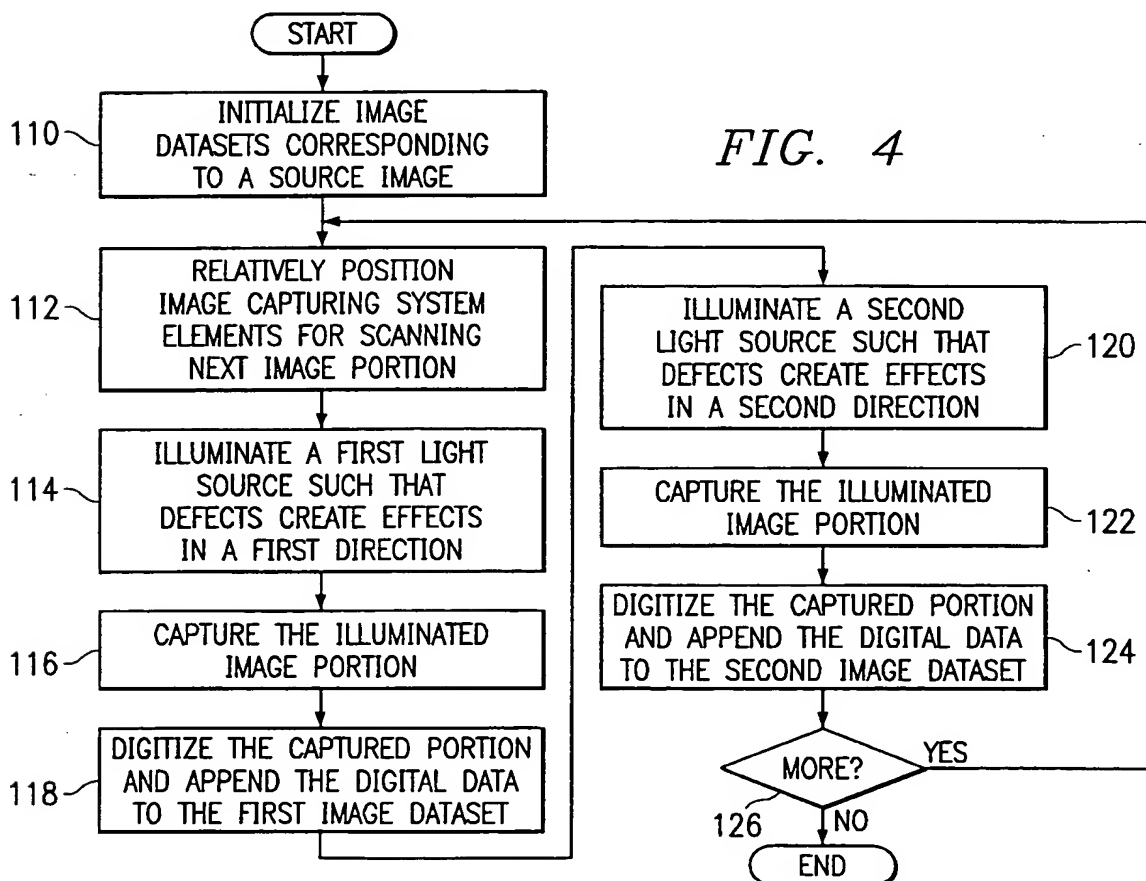 START
110
INITIALIZE IMAGE
DATASETS CORRESPONDING
TO A SOURCE IMAGE
FIG. 4
112
RELATIVELY POSITION
IMAGE CAPTURING SYSTEM
ELEMENTS FOR SCANNING
NEXT IMAGE PORTION
114
ILLUMINATE A FIRST LIGHT
SOURCE SUCH THAT
DEFECTS CREATE EFFECTS
IN A FIRST DIRECTION
116
CAPTURE THE ILLUMINATED
IMAGE PORTION
118
DIGITIZE THE CAPTURED PORTION
AND APPEND THE DIGITAL DATA
TO THE FIRST IMAGE DATASET
ILLUMINATE A SECOND
LIGHT SOURCE SUCH THAT
DEFECTS CREATE EFFECTS
IN A SECOND DIRECTION
120
CAPTURE THE ILLUMINATED
IMAGE PORTION
122
DIGITIZE THE CAPTURED PORTION
AND APPEND THE DIGITAL DATA
TO THE SECOND IMAGE DATASET
124
MORE?
YES
126
NO
END